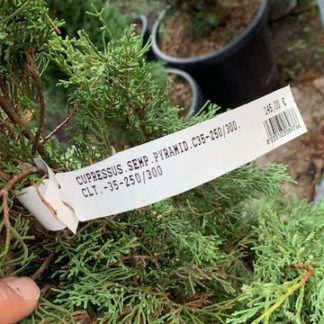 CUPRESSUS.SEMP.PYRAMID.C35-250/300.
CLT.-35-250/300
145.00 €